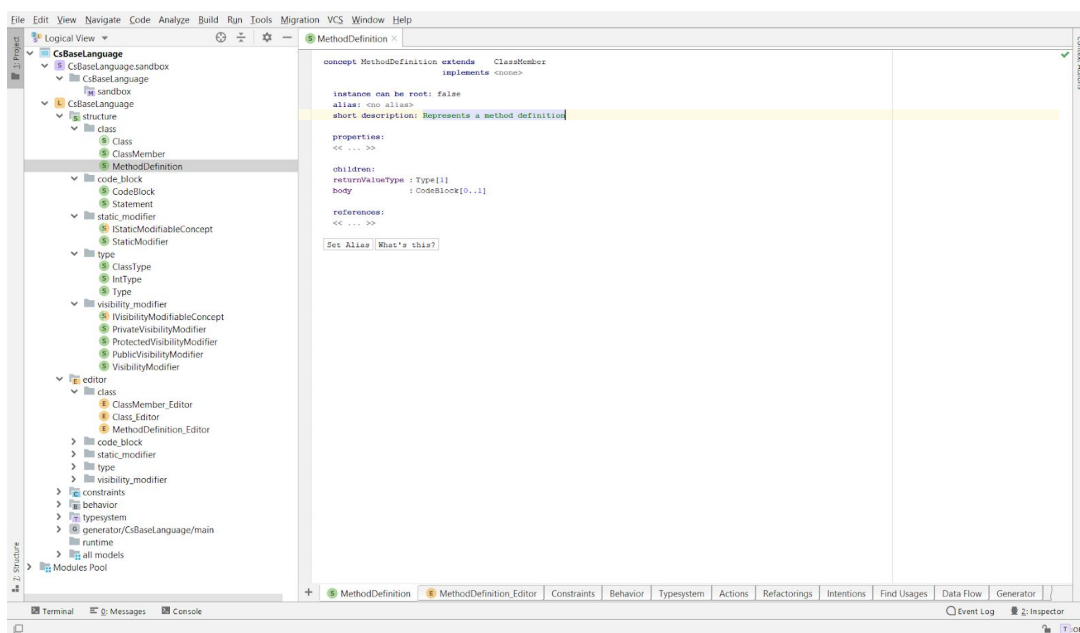 File Edit View Navigate Code Analyze Build Run Tools Migration VCS Window Help
1: Project
Logical View
CsBaseLanguage
CsBaseLanguage.sandbox
CsBaseLanguage
sandbox
CsBaseLanguage
structure
class
Class
ClassMember
MethodDefinition
code_block
CodeBlock
Statement
static_modifier
IStaticModifiableConcept
StaticModifier
type
ClassType
IntType
Type
visibility_modifier
IVisibilityModifiableConcept
PrivateVisibilityModifier
ProtectedVisibilityModifier
PublicVisibilityModifier
VisibilityModifier
editor
class
ClassMember_Editor
Class_Editor
MethodDefinition_Editor
code_block
static_modifier
type
visibility_modifier
constraints
behavior
typesystem
generator/CsBaseLanguage/main
runtime
all models
Modules Pool
Z: Structure
MethodDefinition
concept MethodDefinition extends ClassMember
implements <none>
instance can be root: false
alias: <no alias>
short description: Represents a method definition
properties:
<< ... >>
children:
returnValueType : Type[1]
body : CodeBlock[0..1]
references:
<< ... >>
Set Alias What's this?
MethodDefinition MethodDefinition_Editor Constraints Behavior Typesystem Actions Refactorings Intentions Find Usages Data Flow Generator
Terminal 0: Messages Console Event Log 2: Inspector